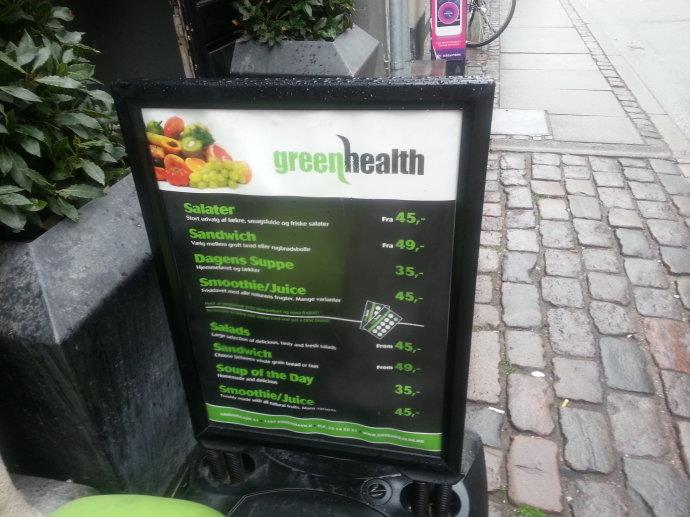 greenhealth
Salater
Stort udvalg af lækre, smagsfulde og friske salater
Fra 45,-
Sandwich
Vælg mellem groft brød eller rugbrødsbolle
Fra 49,-
Dagens Suppe
Hjemmelavet og lækker
35,-
Smoothie/Juice
Frisklavet med alle naturens frugter. Mange varianter
45,-
Salads
Large selection of delicious, tasty and fresh salads
From 45,-
Sandwich
Choose between whole grain bread or bun
From 49,-
Soup of the Day
Homemade and delicious
35,-
Smoothie/Juice
Freshly made with all natural fruits. Many variants
45,-